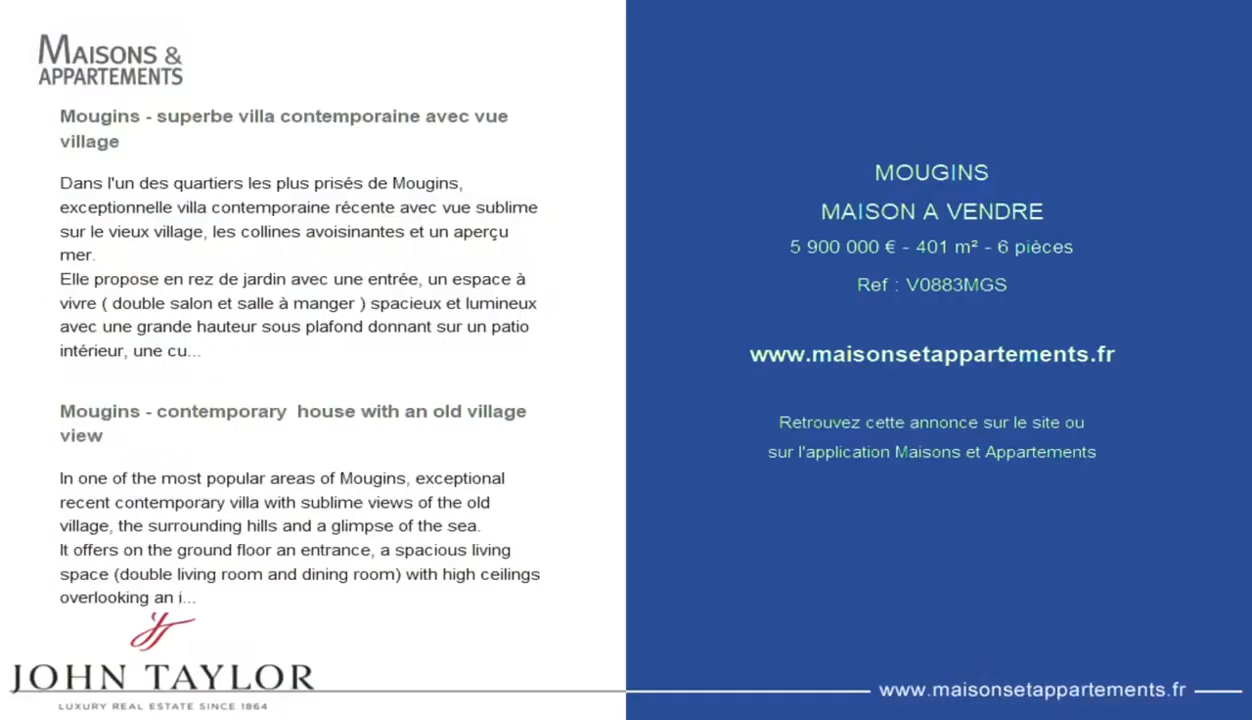 MAISONS &
APPARTEMENTS
Mougins - superbe villa contemporaine avec vue
village
Dans l'un des quartiers les plus prisés de Mougins,
exceptionnelle villa contemporaine récente avec vue sublime
sur le vieux village, les collines avoisinantes et un aperçu
mer.
Elle propose en rez de jardin avec une entrée, un espace à
vivre ( double salon et salle à manger ) spacieux et lumineux
avec une grande hauteur sous plafond donnant sur un patio
intérieur, une cu...
Mougins - contemporary  house with an old village
view
In one of the most popular areas of Mougins, exceptional
recent contemporary villa with sublime views of the old
village, the surrounding hills and a glimpse of the sea.
It offers on the ground floor an entrance, a spacious living
space (double living room and dining room) with high ceilings
overlooking an i...
JOHN TAYLOR
LUXURY REAL ESTATE SINCE 1864
MOUGINS
MAISON A VENDRE
5 900 000 € - 401 m² - 6 pièces
Ref : V0883MGS
www.maisonsetappartements.fr
Retrouvez cette annonce sur le site ou
sur l'application Maisons et Appartements
www.maisonsetappartements.fr